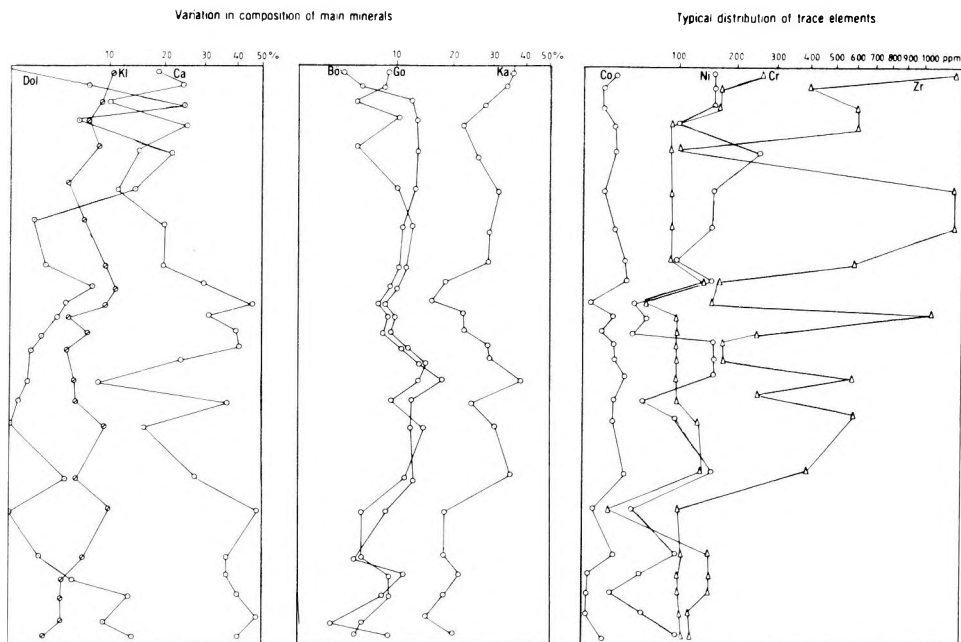 Variation in composition of main minerals
Typical distribution of trace elements
10 20 30 40 50%
10 20 30 40 50%
100 200 400 600 700 800 900 1000 ppm
Dol Kl Ca
Bo Go Ka
Co Ni Cr Zr